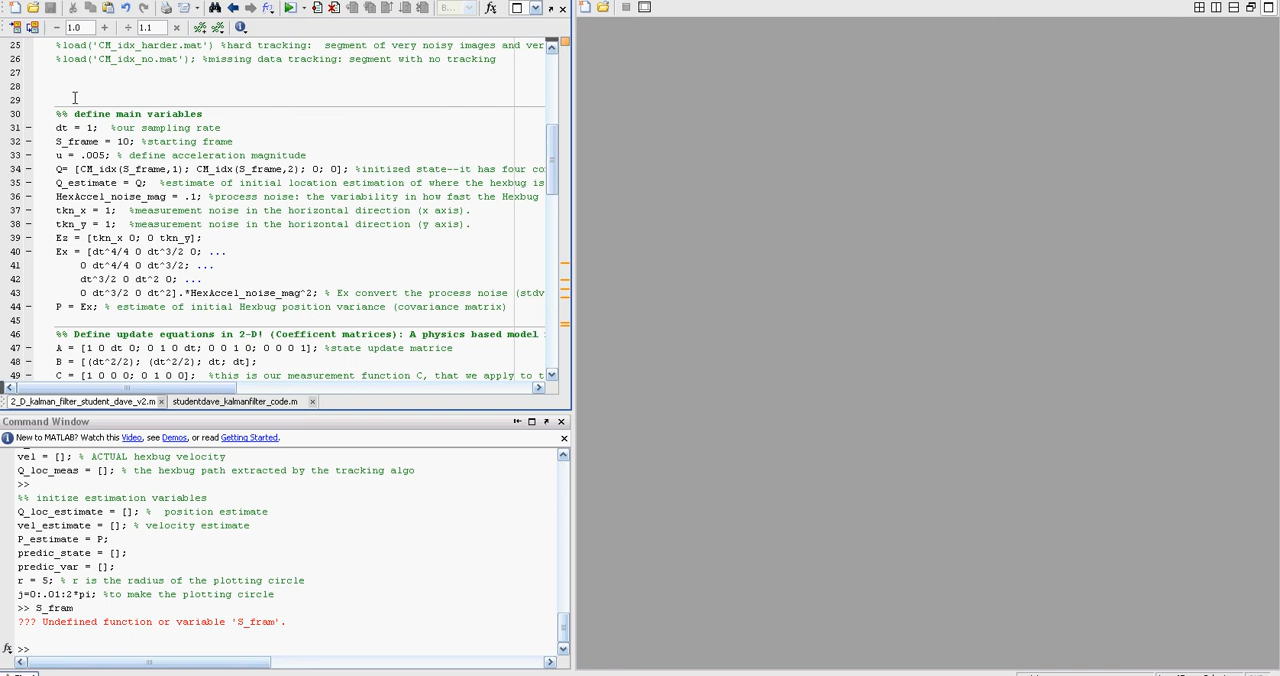 1.0
1.1
25 %load('CM_idx_harder.mat') %hard tracking: segment of very noisy images and ver
26 %load('CM_idx_no.mat'); %missing data tracking: segment with no tracking
27
28
29
30 %% define main variables
31 dt = 1; %our sampling rate
32 S_frame = 10; %starting frame
33 u = .005; % define acceleration magnitude
34 Q= [CM_idx(S_frame,1); CM_idx(S_frame,2); 0; 0]; %initized state--it has four co
35 Q_estimate = Q; %estimate of initial location estimation of where the hexbug is
36 HexAccel_noise_mag = .1; %process noise: the variability in how fast the Hexbug
37 tkn_x = 1; %measurement noise in the horizontal direction (x axis).
38 tkn_y = 1; %measurement noise in the horizontal direction (y axis).
39 Ez = [tkn_x 0; 0 tkn_y];
40 Ex = [dt^4/4 0 dt^3/2 0; ...
41 0 dt^4/4 0 dt^3/2; ...
42 dt^3/2 0 dt^2 0; ...
43 0 dt^3/2 0 dt^2].*HexAccel_noise_mag^2; % Ex convert the process noise (stdv
44 P = Ex; % estimate of initial Hexbug position variance (covariance matrix)
45
46 %% Define update equations in 2-D! (Coefficent matrices): A physics based model
47 A = [1 0 dt 0; 0 1 0 dt; 0 0 1 0; 0 0 0 1]; %state update matrice
48 B = [(dt^2/2); (dt^2/2); dt; dt];
49 C = [1 0 0 0; 0 1 0 0]; %this is our measurement function C, that we apply to t
2_D_kalman_filter_student_dave_v2.m studentdave_kalmanfilter_code.m
Command Window
New to MATLAB? Watch this Video, see Demos, or read Getting Started.
vel = []; % ACTUAL hexbug velocity
Q_loc_meas = []; % the hexbug path extracted by the tracking algo
>>
%% initize estimation variables
Q_loc_estimate = []; % position estimate
vel_estimate = []; % velocity estimate
P_estimate = P;
predic_state = [];
predic_var = [];
r = 5; % r is the radius of the plotting circle
j=0:.01:2*pi; %to make the plotting circle
>> S_fram
??? Undefined function or variable 'S_fram'.
>>